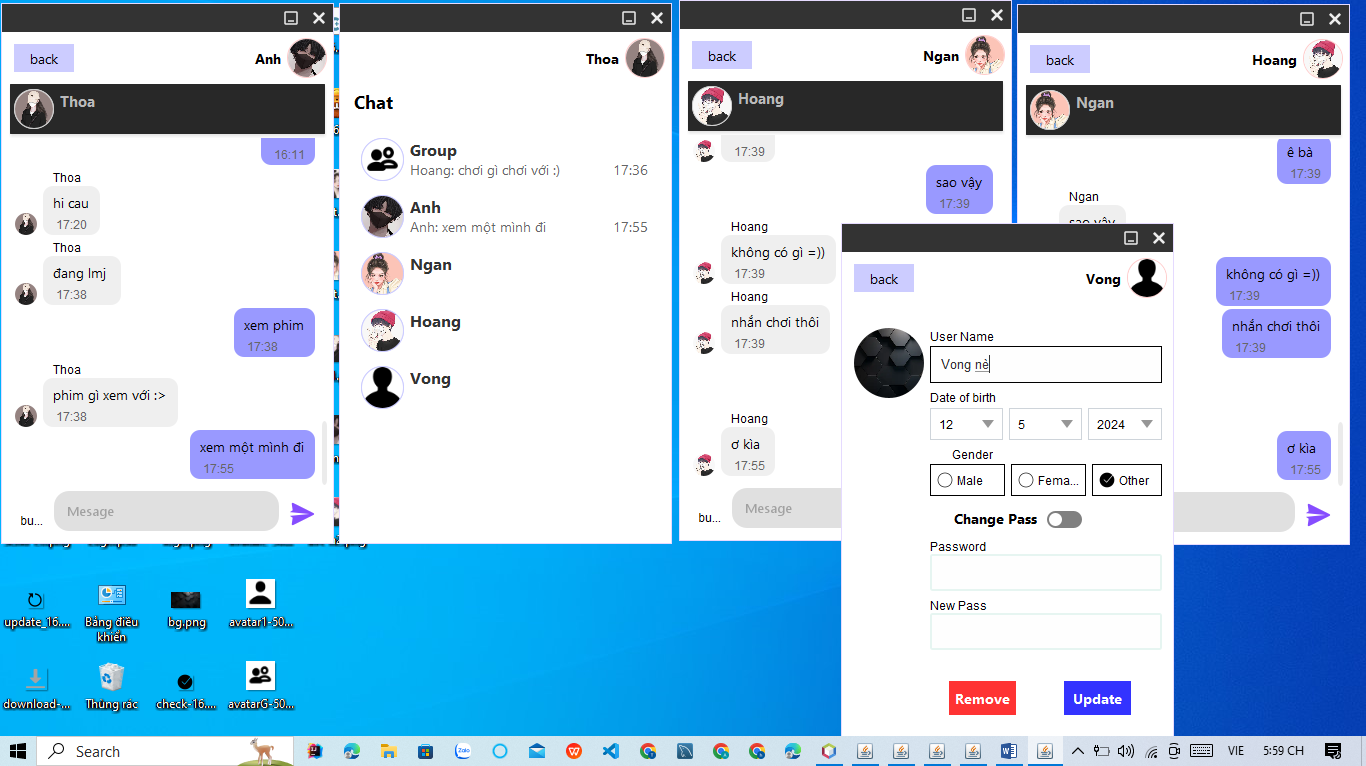 back
Anh
Thoa
16:11
Thoa
hi cau
17:20
Thoa
đang lmj
17:38
xem phim
17:38
Thoa
phim gì xem với :>
17:38
xem một mình đi
17:55
bu...
Mesage
Thoa
Chat
Group
Hoang: chơi gì chơi với :)
17:36
Anh
Anh: xem một mình đi
17:55
Ngan
Hoang
Vong
back
Ngan
Hoang
17:39
sao vậy
17:39
Hoang
không có gì =))
17:39
Hoang
nhắn chơi thôi
17:39
Hoang
ơ kìa
17:55
bu...
Mesage
back
Hoang
Ngan
ê bà
17:39
Ngan
sao vậy
không có gì =))
17:39
nhắn chơi thôi
17:39
ơ kìa
17:55
back
Vong
User Name
Vong nè
Date of birth
12
5
2024
Gender
Male
Fema...
Other
Change Pass
Password
New Pass
Remove
Update
update_16....
Bảng điều khiển
bg.png
avatar1-50...
download-...
Thùng rác
check-16....
avatarG-50...
Search
Zalo
VIE
5:59 CH